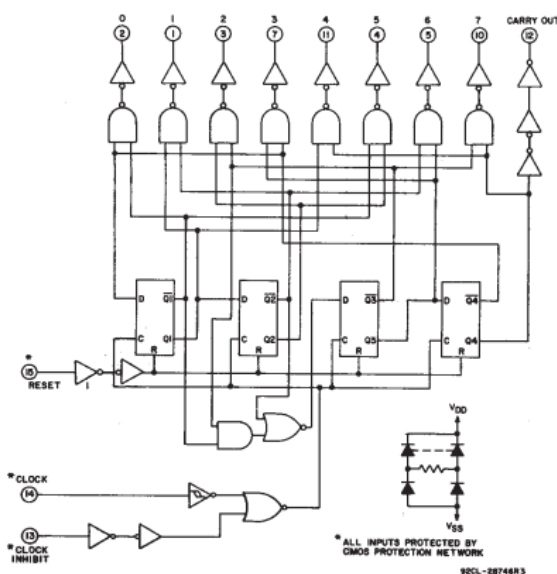 0 1 2 3 4 5 6 7 CARRY OUT
2 1 3 7 11 4 5 10 12
D Q1 D Q2 D Q3 D Q4
C Q1 C Q2 C Q3 C Q4
R R R R
*
15
RESET
1
* CLOCK
14
13
* CLOCK
INHIBIT
VDD
VSS
* ALL INPUTS PROTECTED BY
CMOS PROTECTION NETWORK
92CL-28746R3